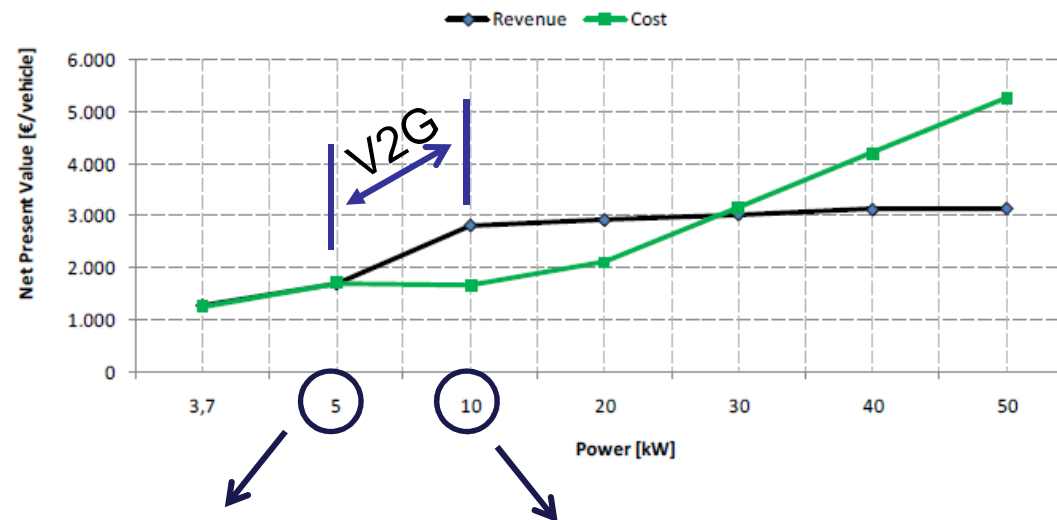 Revenue Cost
Net Present Value [€/vehicle]
6.000
5.000
4.000
3.000
2.000
1.000
0
V2G
3,7 5 10 20 30 40 50
Power [kW]